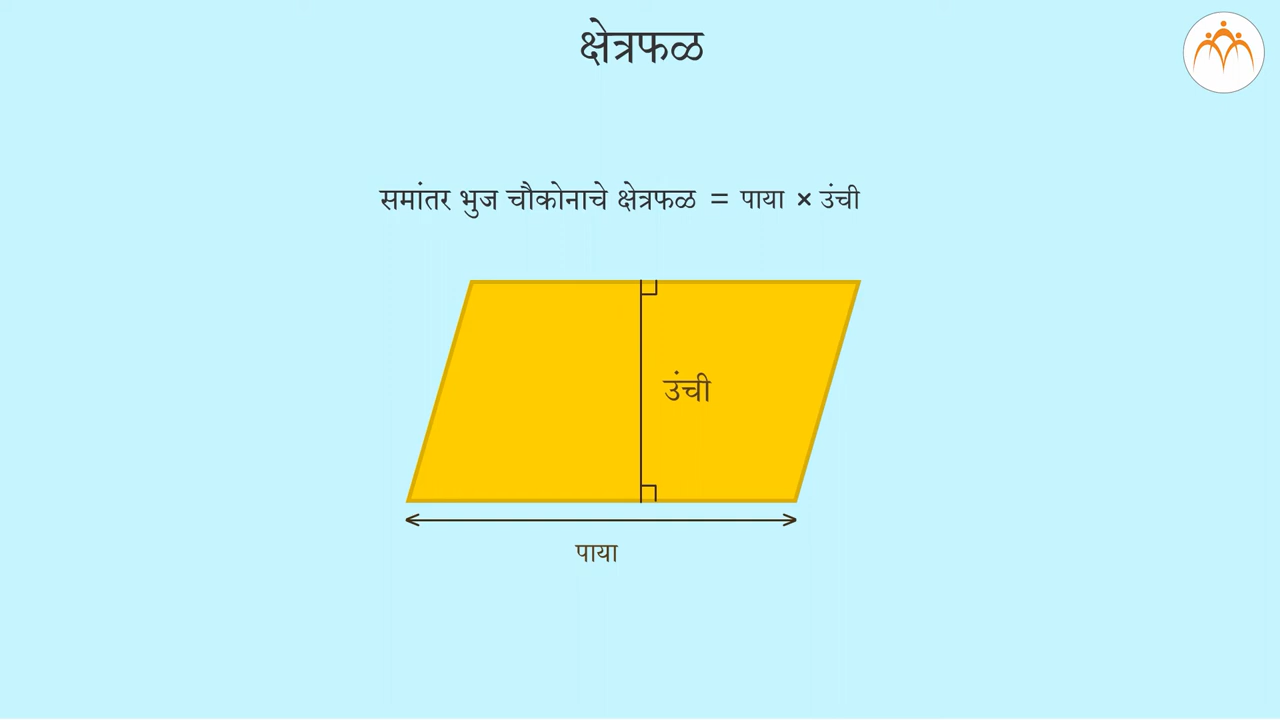 क्षेत्रफळ
समांतर भुज चौकोनाचे क्षेत्रफळ = पाया × उंची
उंची
पाया